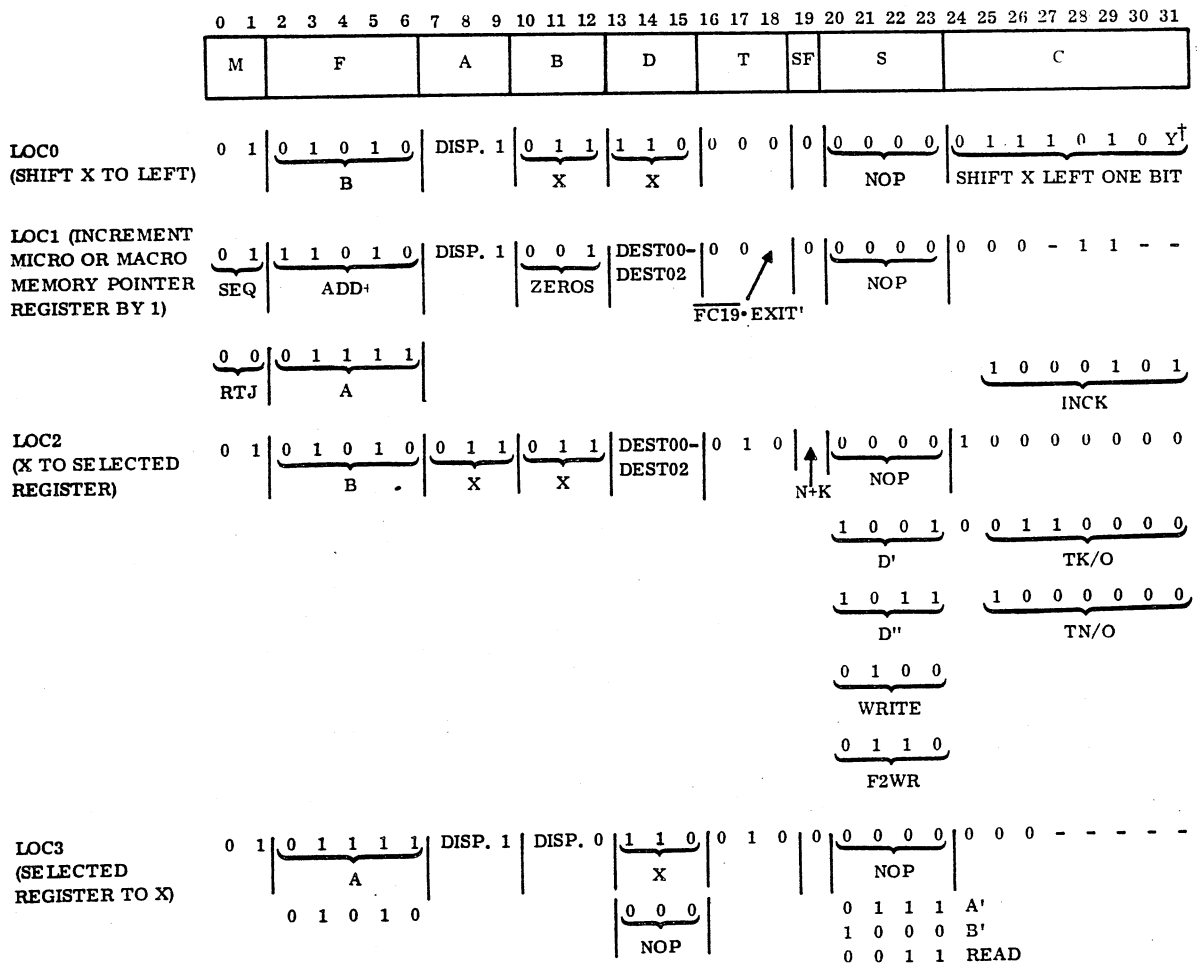 0 1 2 3 4 5 6 7 8 9 10 11 12 13 14 15 16 17 18 19 20 21 22 23 24 25 26 27 28 29 30 31
M F A B D T SF S C
LOC0
(SHIFT X TO LEFT)
0 1 0 1 0 1 0 DISP. 1 0 1 1 1 1 0 0 0 0 0 0 0 0 0 0 1 1 1 0 1 0 Y†
B X X NOP SHIFT X LEFT ONE BIT
LOC1 (INCREMENT
MICRO OR MACRO
MEMORY POINTER
REGISTER BY 1)
0 1 1 1 0 1 0 DISP. 1 0 0 1 DEST00-
DEST02
0 0 0 0 0 0 0 0 0 0 - 1 1 - -
SEQ ADD+ ZEROS NOP
FC19•EXIT'
0 0 0 1 1 1 1
RTJ A
1 0 0 0 1 0 1
INCK
LOC2
(X TO SELECTED
REGISTER)
0 1 0 1 0 1 0 0 1 1 0 1 1 DEST00-
DEST02
0 1 0 0 0 0 0 1 0 0 0 0 0 0 0
B X X N+K NOP
1 0 0 1 0 0 1 1 0 0 0 0
D' TK/O
1 0 1 1 1 0 0 0 0 0 0
D" TN/O
0 1 0 0
WRITE
0 1 1 0
F2WR
LOC3
(SELECTED
REGISTER TO X)
0 1 0 1 1 1 1 DISP. 1 DISP. 0 1 1 0 0 1 0 0 0 0 0 0 0 0 0 - - - - -
A X NOP
0 1 0 1 0
0 0 0
NOP
0 1 1 1 A'
1 0 0 0 B'
0 0 1 1 READ